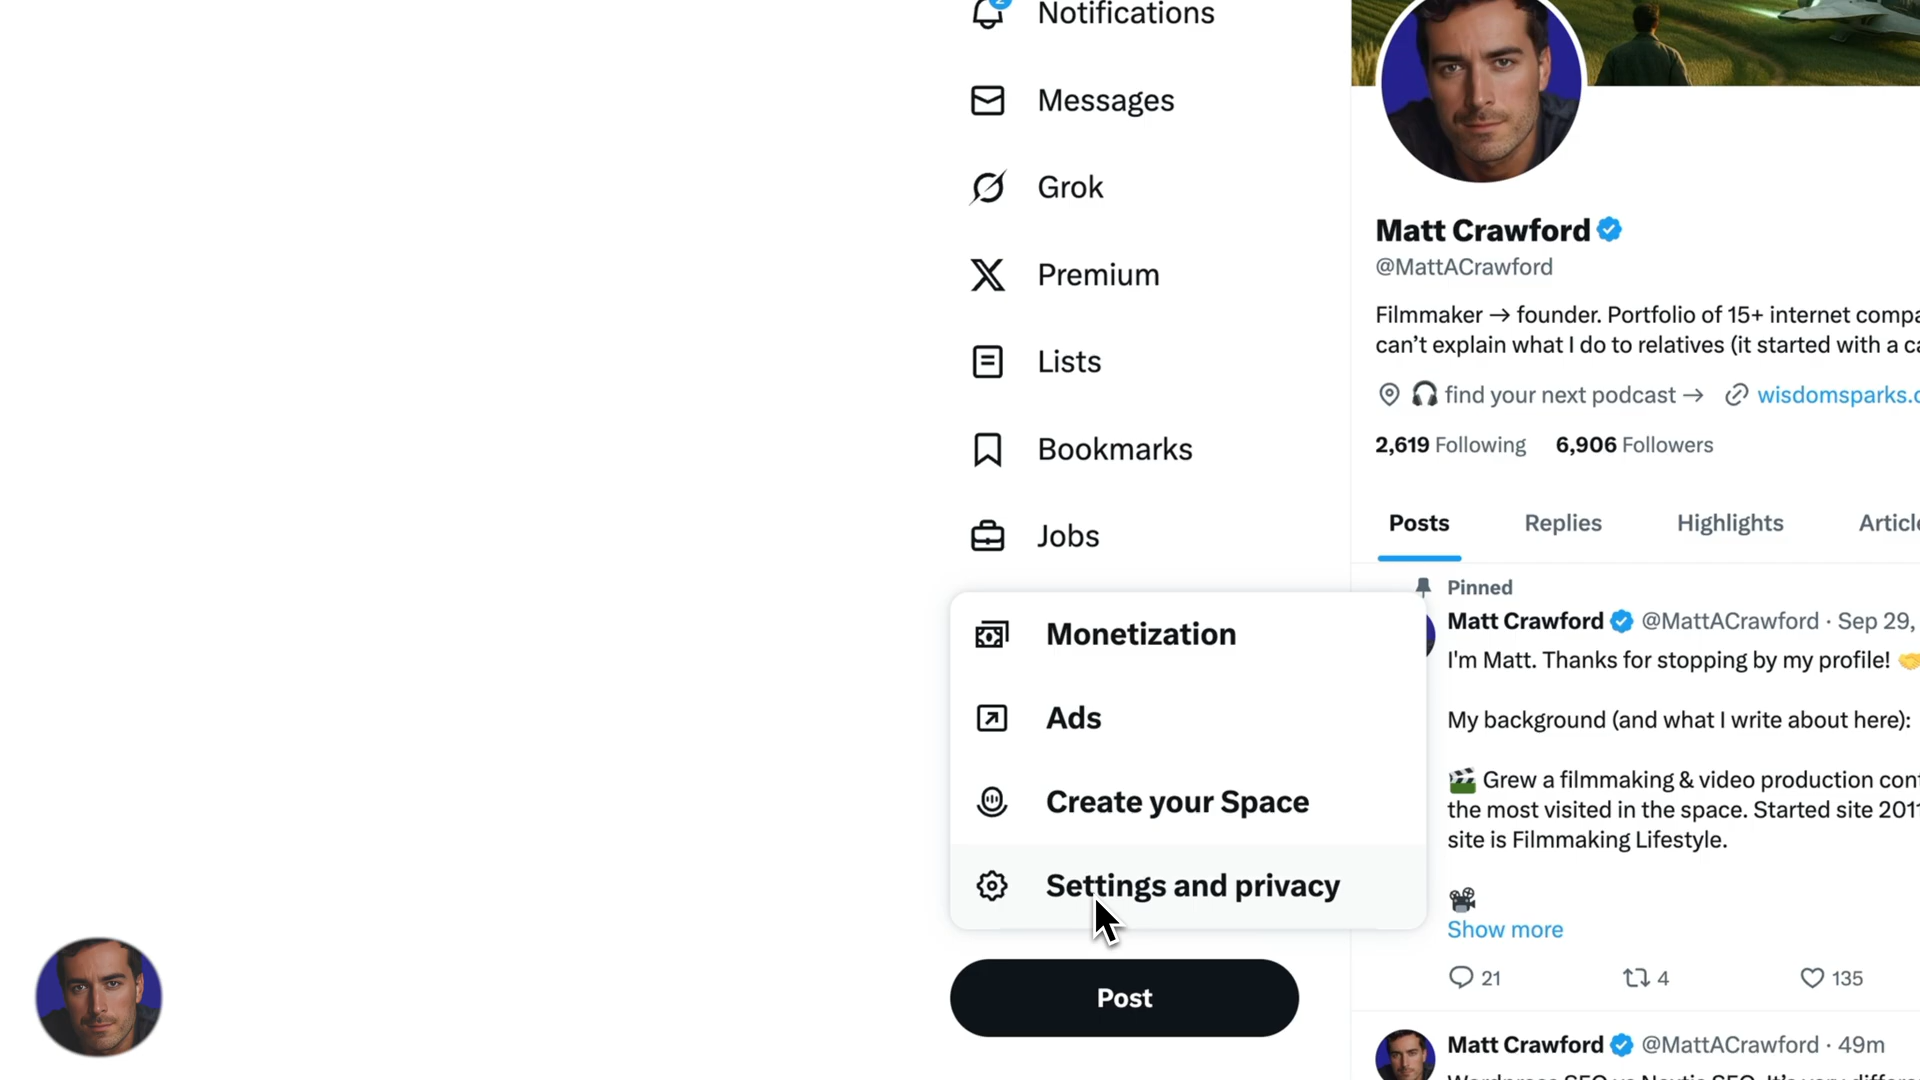 2
Notifications
Messages
Grok
Premium
Lists
Bookmarks
Jobs
Monetization
Ads
Create your Space
Settings and privacy
Post
Matt Crawford
@MattACrawford
Filmmaker → founder. Portfolio of 15+ internet compa
can't explain what I do to relatives (it started with a ca
🎧 find your next podcast → wisdomsparks.c
2,619 Following 6,906 Followers
Posts Replies Highlights Article
Pinned
Matt Crawford @MattACrawford · Sep 29,
I'm Matt. Thanks for stopping by my profile! 🤝
My background (and what I write about here):
🎬 Grew a filmmaking & video production cont
the most visited in the space. Started site 2011
site is Filmmaking Lifestyle.
🎥
Show more
21 4 135
Matt Crawford @MattACrawford · 49m